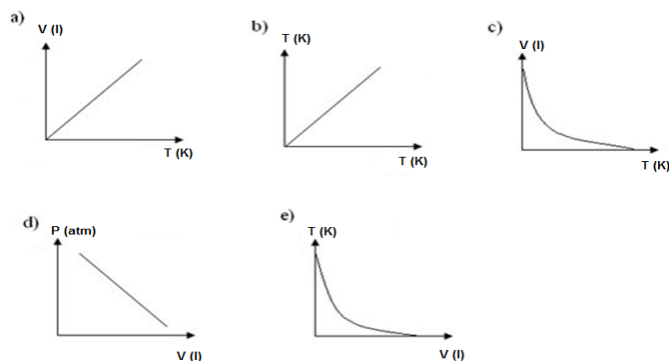 a)
V (l)
T (K)
b)
T (K)
T (K)
c)
V (l)
T (K)
d)
P (atm)
V (l)
e)
T (K)
V (l)